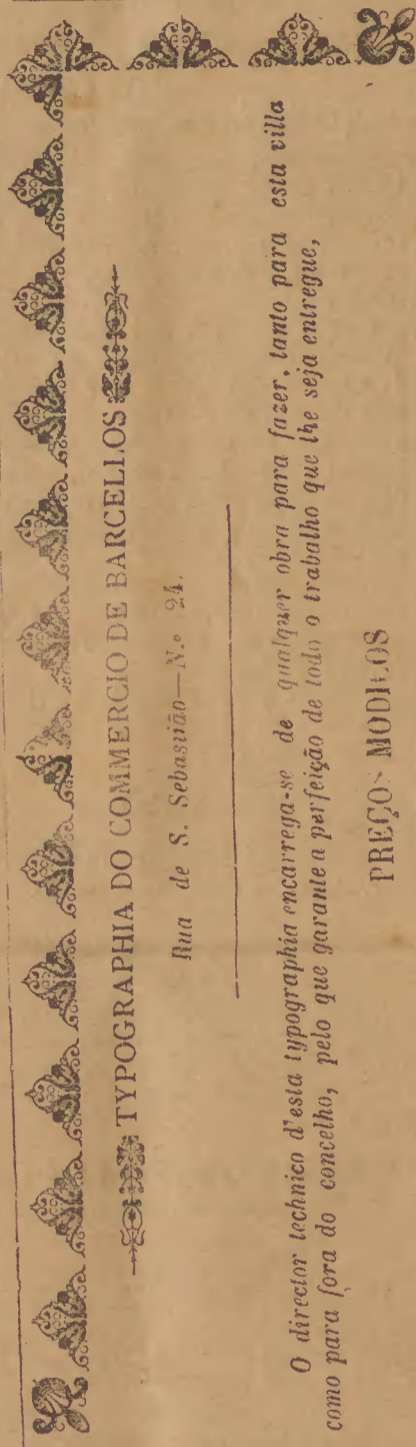 TYPOGRAPHIA DO COMMERCIO DE BARCELLOS
Rua de S. Sebastião—N.º 24.
O director technico d'esta typographia encarrega-se de qualquer obra para fazer, tanto para esta villa
como para fora do concelho, pelo que garante a perfeição de todo o trabalho que lhe seja entregue,
PREÇOS MODICOS